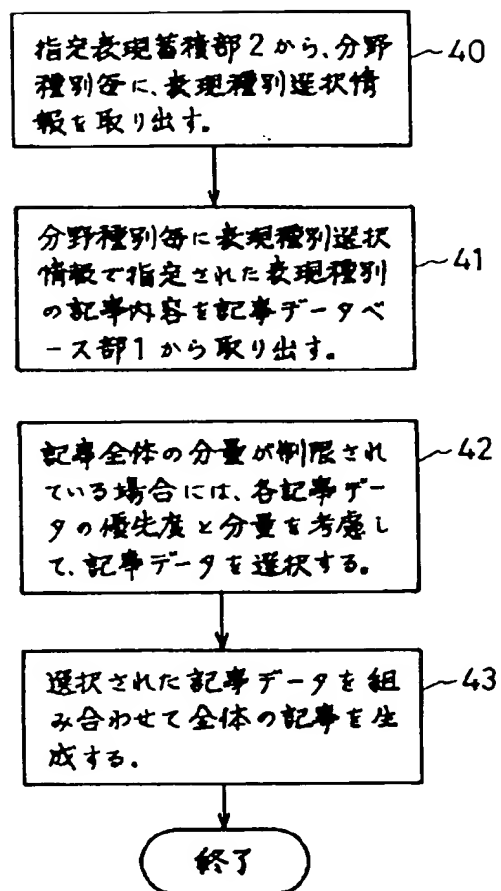 指定表現蓄積部2から、分野
種別毎に、表現種別選択情
報を取り出す。
40
分野種別毎に表現種別選択
情報で指定された表現種別
の記事内容を記事データベ
ース部1から取り出す。
41
記事全体の分量が制限され
ている場合には、各記事デー
タの優先度と分量を考慮し
て、記事データを選択する。
42
選択された記事データを組
み合わせて全体の記事を生
成する。
43
終了